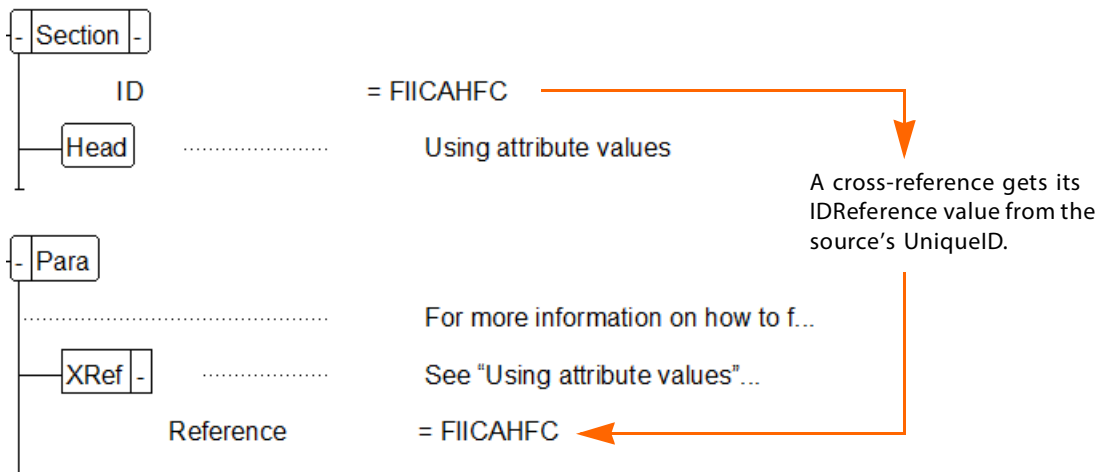 - Section -
ID = FIICAHFC
Head Using attribute values
A cross-reference gets its
IDReference value from the
source's UniqueID.
- Para
For more information on how to f...
XRef - See “Using attribute values”...
Reference = FIICAHFC